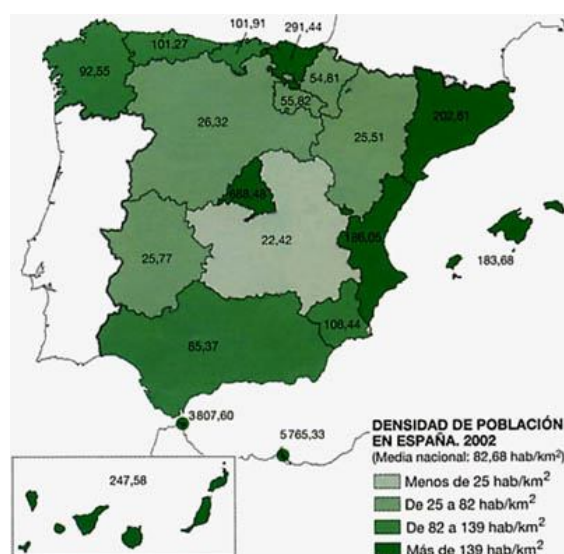 101,91
291,44
101,27
92,55
54,81
55,82
202,61
26,32
25,51
668,48
186,05
183,68
22,42
25,77
108,44
85,37
3807,60
5765,33
247,58
DENSIDAD DE POBLACIÓN
EN ESPAÑA. 2002
(Media nacional: 82,68 hab/km²)
Menos de 25 hab/km²
De 25 a 82 hab/km²
De 82 a 139 hab/km²
Más de 139 hab/km²